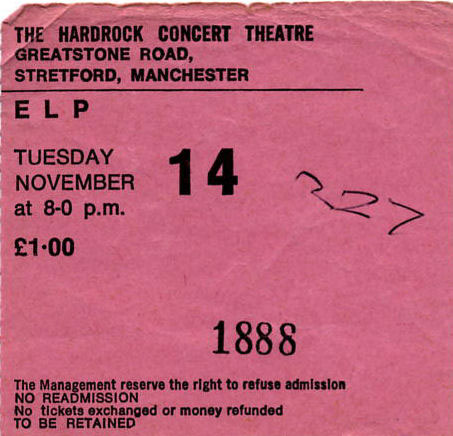 THE HARDROCK CONCERT THEATRE
GREATSTONE ROAD,
STRETFORD, MANCHESTER
E L P
TUESDAY
NOVEMBER
14
at 8-0 p.m.
327
£1·00
1888
The Management reserve the right to refuse admission
NO READMISSION
No tickets exchanged or money refunded
TO BE RETAINED